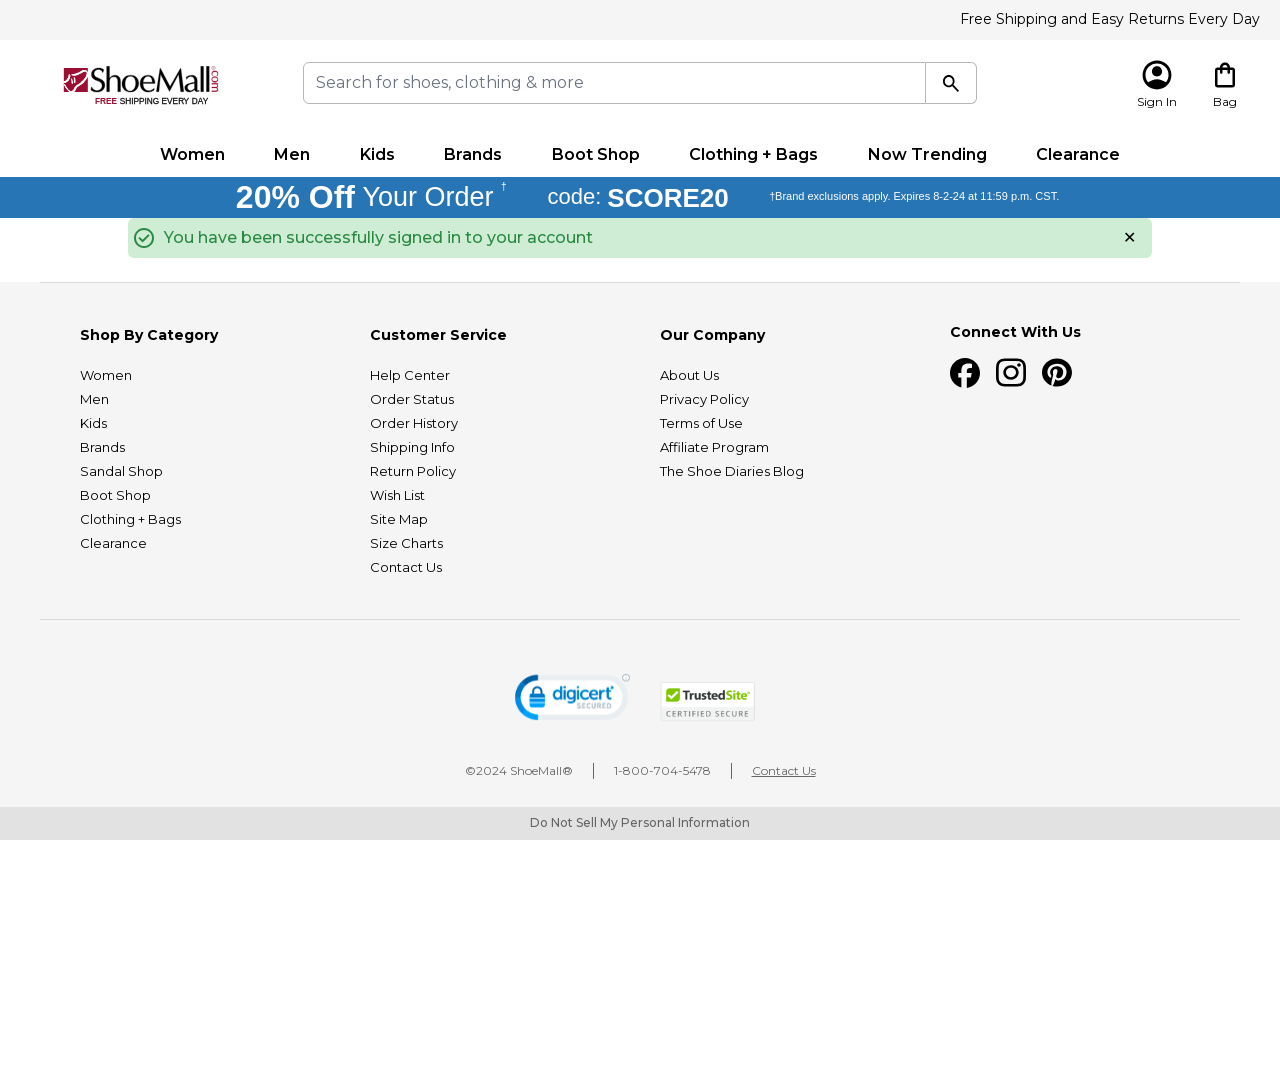 Free Shipping and Easy Returns Every Day
ShoeMall®.com
FREE SHIPPING EVERY DAY
Search for shoes, clothing & more
Sign In
Bag
Women Men Kids Brands Boot Shop Clothing + Bags Now Trending Clearance
20% Off Your Order † code: SCORE20 †Brand exclusions apply. Expires 8-2-24 at 11:59 p.m. CST.
You have been successfully signed in to your account
Shop By Category
Women
Men
Kids
Brands
Sandal Shop
Boot Shop
Clothing + Bags
Clearance
Customer Service
Help Center
Order Status
Order History
Shipping Info
Return Policy
Wish List
Site Map
Size Charts
Contact Us
Our Company
About Us
Privacy Policy
Terms of Use
Affiliate Program
The Shoe Diaries Blog
Connect With Us
digicert®
SECURED
TrustedSite®
CERTIFIED SECURE
©2024 ShoeMall® 1-800-704-5478 Contact Us
Do Not Sell My Personal Information